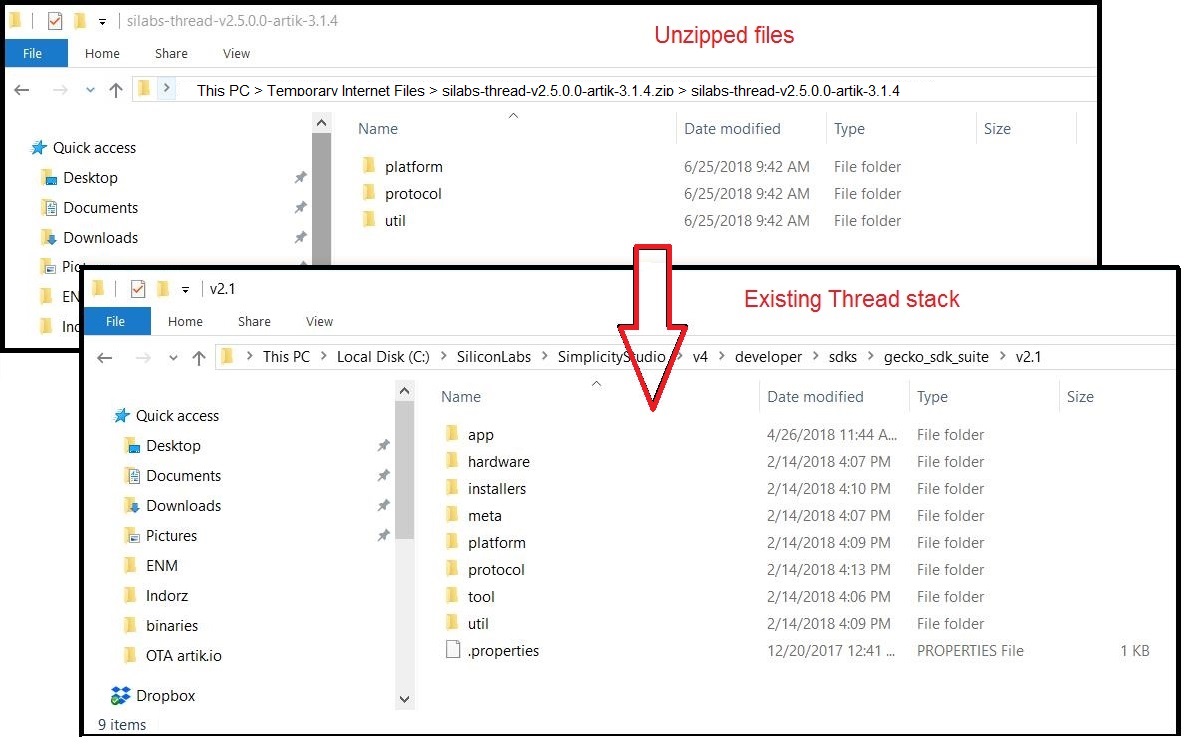 silabs-thread-v2.5.0.0-artik-3.1.4
Unzipped files
File Home Share View
This PC > Temporary Internet Files > silabs-thread-v2.5.0.0-artik-3.1.4.zip > silabs-thread-v2.5.0.0-artik-3.1.4
Name Date modified Type Size
Quick access
Desktop
Documents
Downloads
Pic
EN
Ind
platform 6/25/2018 9:42 AM File folder
protocol 6/25/2018 9:42 AM File folder
util 6/25/2018 9:42 AM File folder
v2.1
Existing Thread stack
File Home Share View
This PC > Local Disk (C:) > SiliconLabs > SimplicityStudio > v4 > developer > sdks > gecko_sdk_suite > v2.1
Name Date modified Type Size
Quick access
Desktop
Documents
Downloads
Pictures
ENM
Indorz
binaries
OTA artik.io
Dropbox
app 4/26/2018 11:44 A... File folder
hardware 2/14/2018 4:07 PM File folder
installers 2/14/2018 4:10 PM File folder
meta 2/14/2018 4:07 PM File folder
platform 2/14/2018 4:09 PM File folder
protocol 2/14/2018 4:13 PM File folder
tool 2/14/2018 4:06 PM File folder
util 2/14/2018 4:09 PM File folder
.properties 12/20/2017 12:41 ... PROPERTIES File 1 KB
9 items